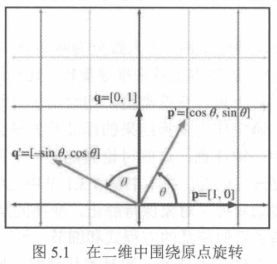 q=[0, 1]
p'=[cos θ, sin θ]
q'=[-sin θ, cos θ]
θ
θ
p=[1, 0]
图 5.1 在二维中围绕原点旋转